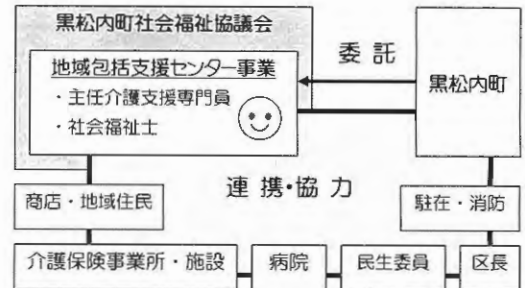 黒松内町社会福祉協議会
地域包括支援センター事業
・主任介護支援専門員
・社会福祉士
委託
黒松内町
商店・地域住民
連携・協力
駐在・消防
介護保険事業所・施設
病院
民生委員
区長